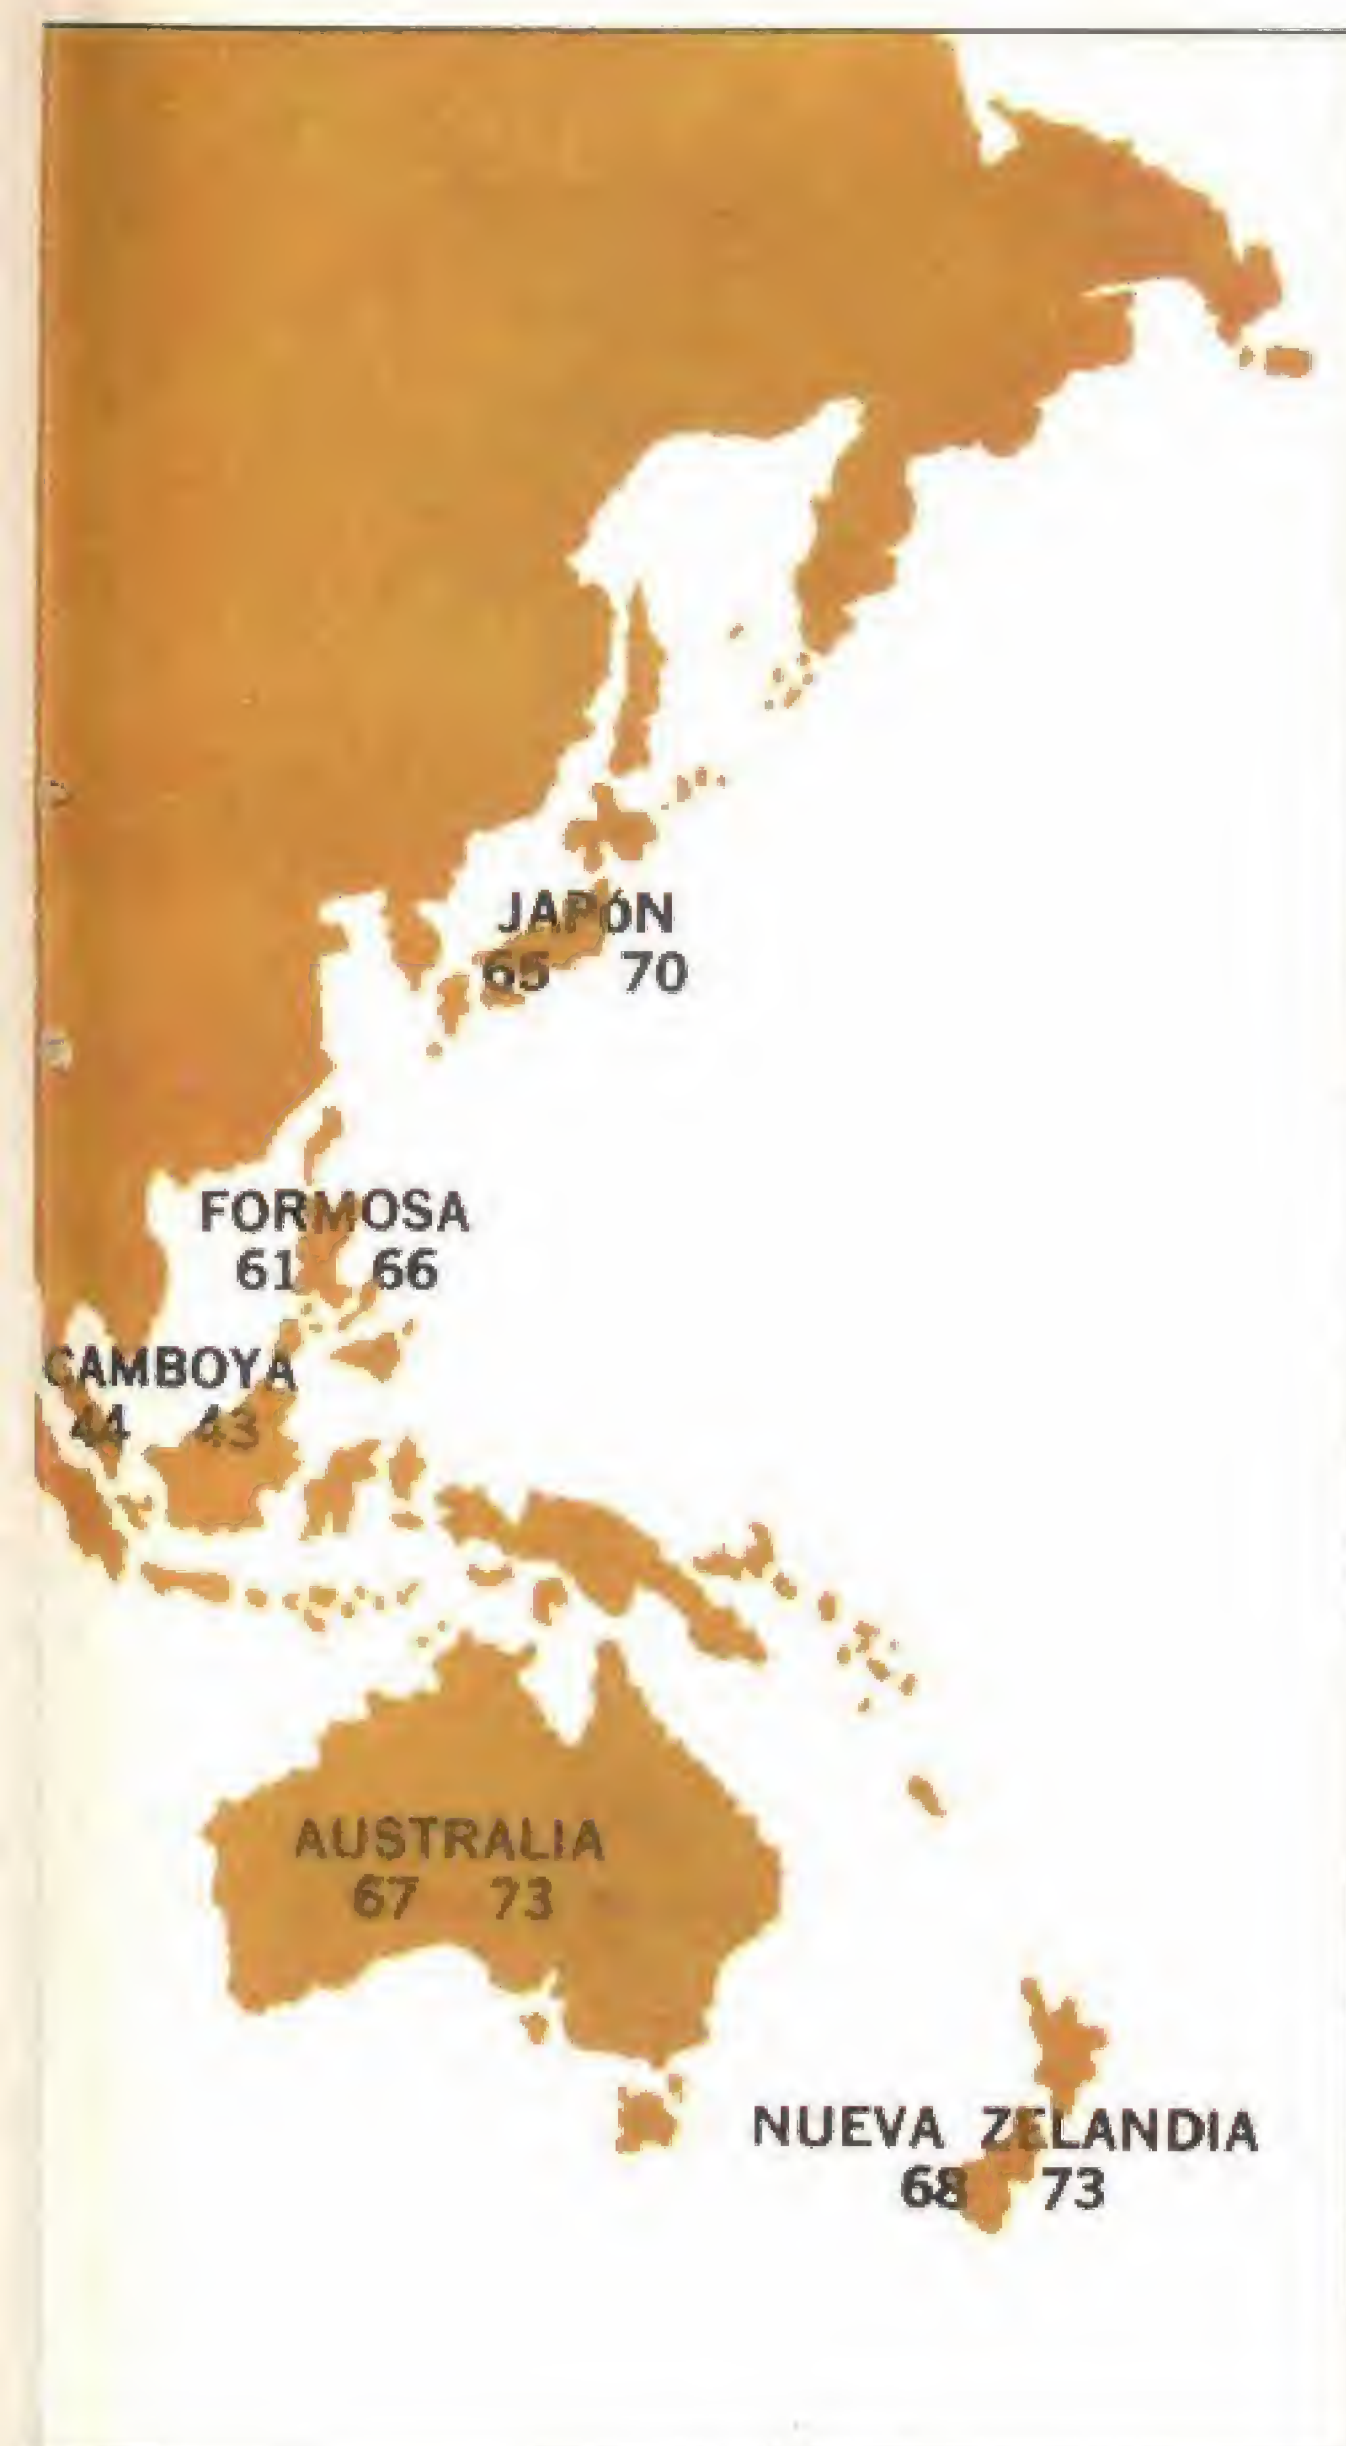 JAPÓN
65 70
FORMOSA
61 66
CAMBOYA
44 43
AUSTRALIA
67 73
NUEVA ZELANDIA
68 73